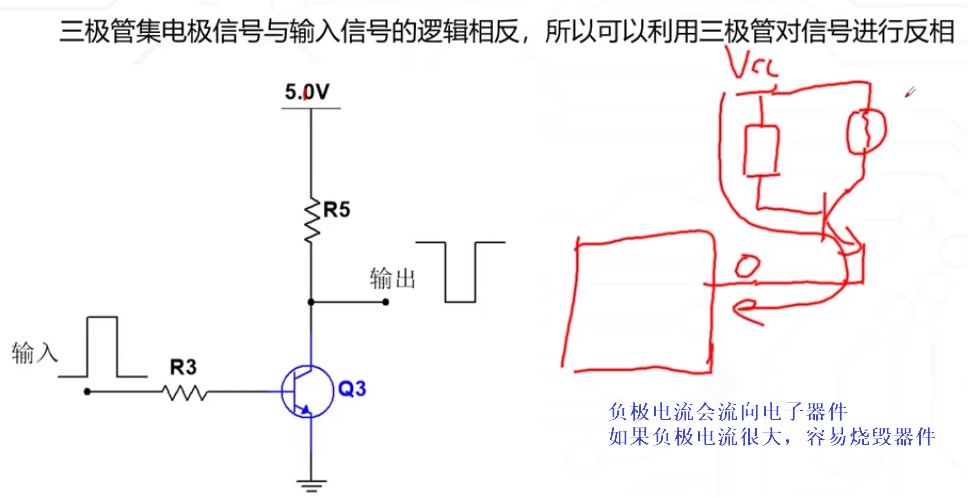 三极管集电极信号与输入信号的逻辑相反，所以可以利用三极管对信号进行反相
Vcc
5.0V
R5
输出
0
输入
R3
Q3
负极电流会流向电子器件
如果负极电流很大，容易烧毁器件